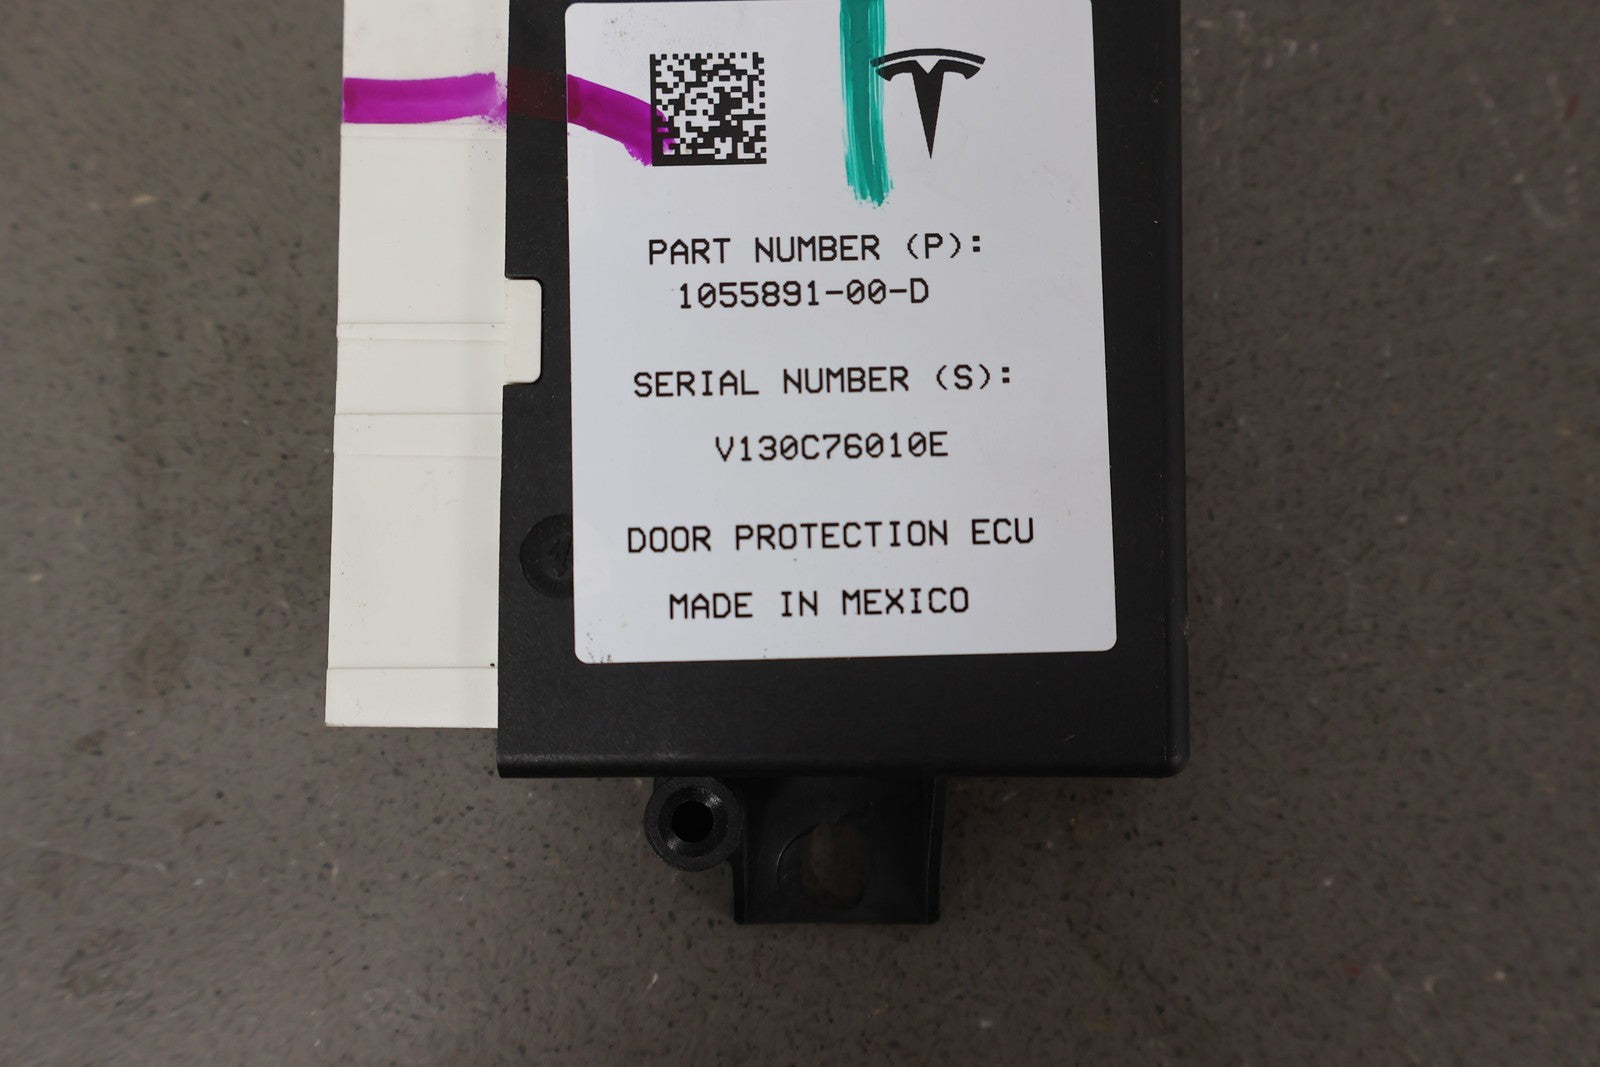 PART NUMBER (P):
1055891-00-D
SERIAL NUMBER (S):
V130C76010E
DOOR PROTECTION ECU
MADE IN MEXICO